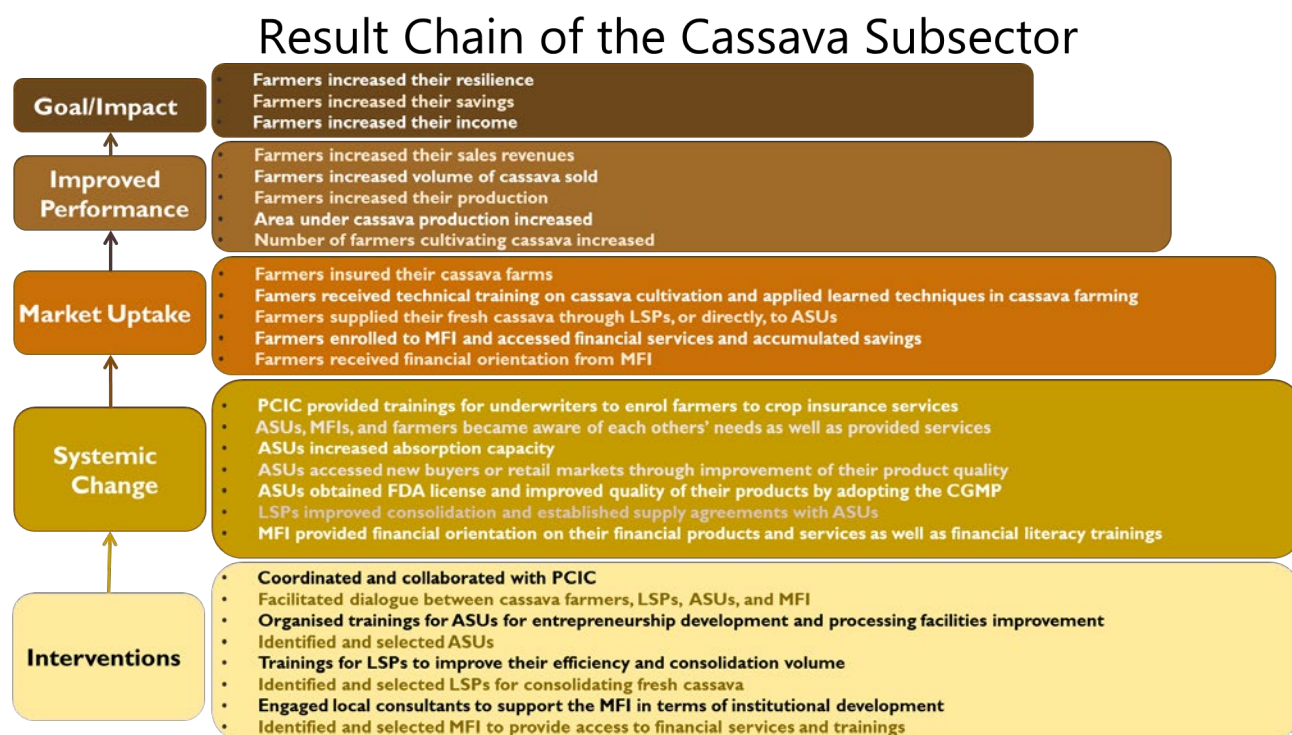 Result Chain of the Cassava Subsector
Goal/Impact
• Farmers increased their resilience
• Farmers increased their savings
• Farmers increased their income
Improved
Performance
• Farmers increased their sales revenues
• Farmers increased volume of cassava sold
• Farmers increased their production
• Area under cassava production increased
• Number of farmers cultivating cassava increased
Market Uptake
• Farmers insured their cassava farms
• Famers received technical training on cassava cultivation and applied learned techniques in cassava farming
• Farmers supplied their fresh cassava through LSPs, or directly, to ASUs
• Farmers enrolled to MFI and accessed financial services and accumulated savings
• Farmers received financial orientation from MFI
Systemic
Change
• PCIC provided trainings for underwriters to enrol farmers to crop insurance services
• ASUs, MFIs, and farmers became aware of each others' needs as well as provided services
• ASUs increased absorption capacity
• ASUs accessed new buyers or retail markets through improvement of their product quality
• ASUs obtained FDA license and improved quality of their products by adopting the CGMP
• LSPs improved consolidation and established supply agreements with ASUs
• MFI provided financial orientation on their financial products and services as well as financial literacy trainings
Interventions
• Coordinated and collaborated with PCIC
• Facilitated dialogue between cassava farmers, LSPs, ASUs, and MFI
• Organised trainings for ASUs for entrepreneurship development and processing facilities improvement
• Identified and selected ASUs
• Trainings for LSPs to improve their efficiency and consolidation volume
• Identified and selected LSPs for consolidating fresh cassava
• Engaged local consultants to support the MFI in terms of institutional development
• Identified and selected MFI to provide access to financial services and trainings